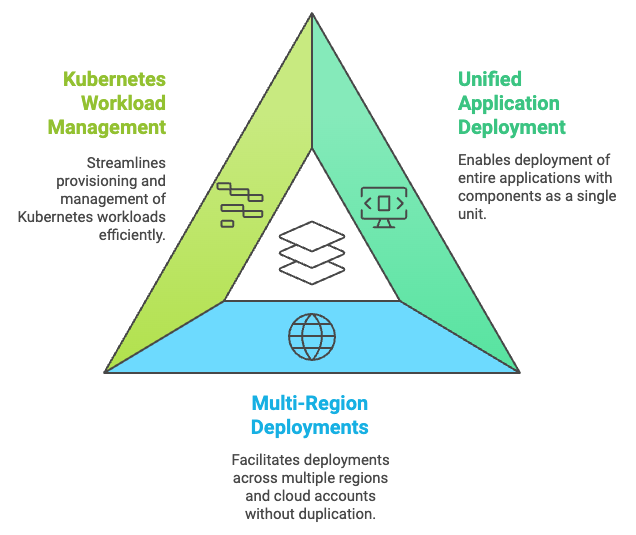 Kubernetes
Workload
Management
Streamlines
provisioning and
management of
Kubernetes workloads
efficiently.
Unified
Application
Deployment
Enables deployment of
entire applications with
components as a single
unit.
Multi-Region
Deployments
Facilitates deployments
across multiple regions
and cloud accounts
without duplication.